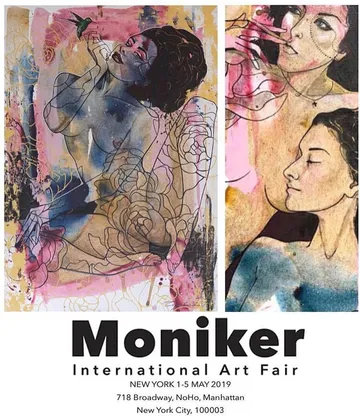 Moniker
International Art Fair
NEW YORK 1-5 MAY 2019
718 Broadway, NoHo, Manhattan
New York City, 100003